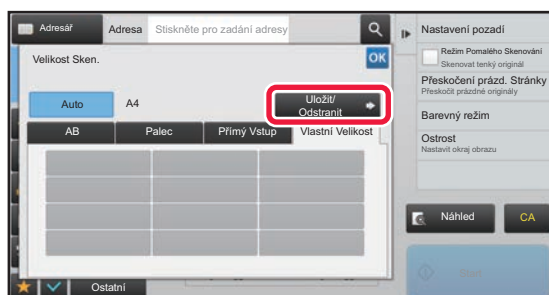 Adresář
Adresa
Stiskněte pro zadání adresy
Velikost Sken.
OK
Auto
A4
Uložit/
Odstranit
AB
Palec
Přímý Vstup
Vlastní Velikost
Ostatní
Nastavení pozadí
Režim Pomalého Skenování
Skenovat tenký originál
Přeskočení prázd. Stránky
Přeskočit prázdné originály
Barevný režim
Ostrost
Nastavit okraj obrazu
Náhled
CA
Start